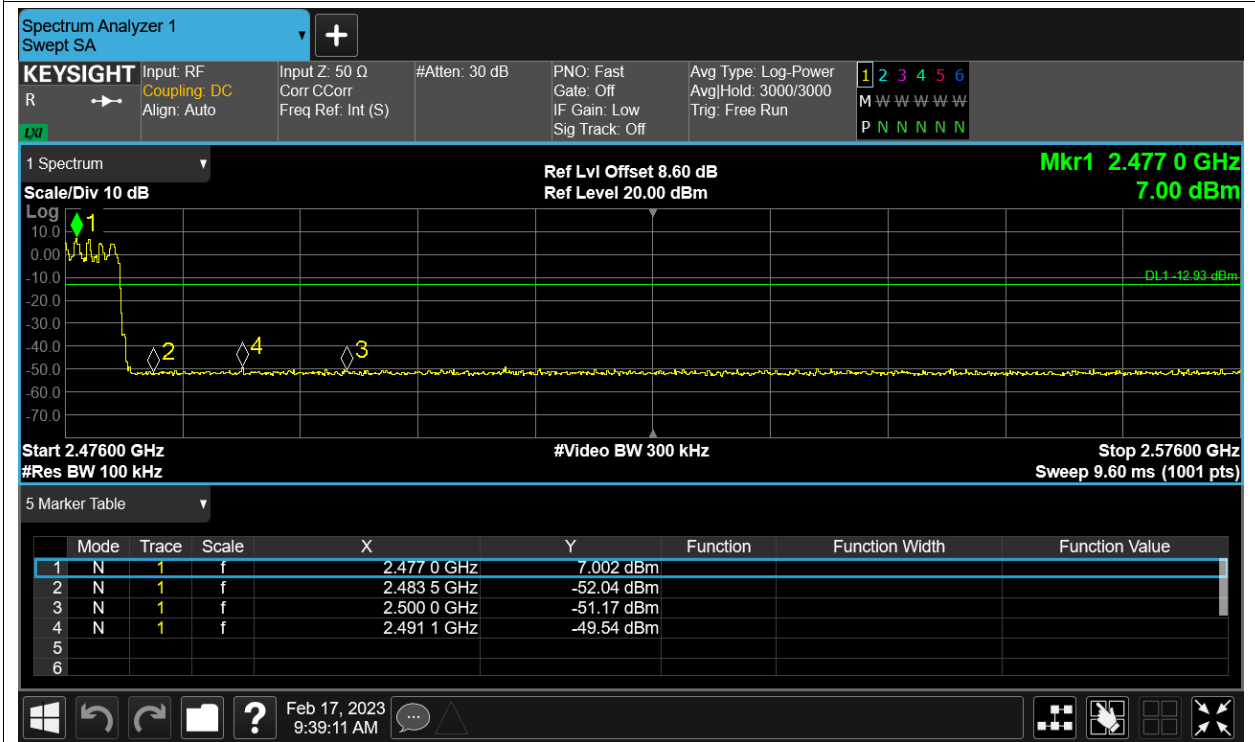 Spectrum Analyzer 1
Swept SA
+
KEYSIGHT Input: RF Input Z: 50 Ω #Atten: 30 dB PNO: Fast Avg Type: Log-Power 1 2 3 4 5 6
R Coupling: DC Corr CCorr Gate: Off Avg|Hold: 3000/3000 M W W W W W
Align: Auto Freq Ref: Int (S) IF Gain: Low Trig: Free Run
LXI Sig Track: Off P N N N N N
1 Spectrum Ref Lvl Offset 8.60 dB Mkr1 2.477 0 GHz
Scale/Div 10 dB Ref Level 20.00 dBm 7.00 dBm
Log
1
10.0
0.00
-10.0 DL1 -12.93 dBm
-20.0
-30.0
-40.0 2 4 3
-50.0
-60.0
-70.0
Start 2.47600 GHz #Video BW 300 kHz Stop 2.57600 GHz
#Res BW 100 kHz Sweep 9.60 ms (1001 pts)
5 Marker Table
Mode Trace Scale X Y Function Function Width Function Value
1 N 1 f 2.477 0 GHz 7.002 dBm
2 N 1 f 2.483 5 GHz -52.04 dBm
3 N 1 f 2.500 0 GHz -51.17 dBm
4 N 1 f 2.491 1 GHz -49.54 dBm
5
6
? Feb 17, 2023
9:39:11 AM